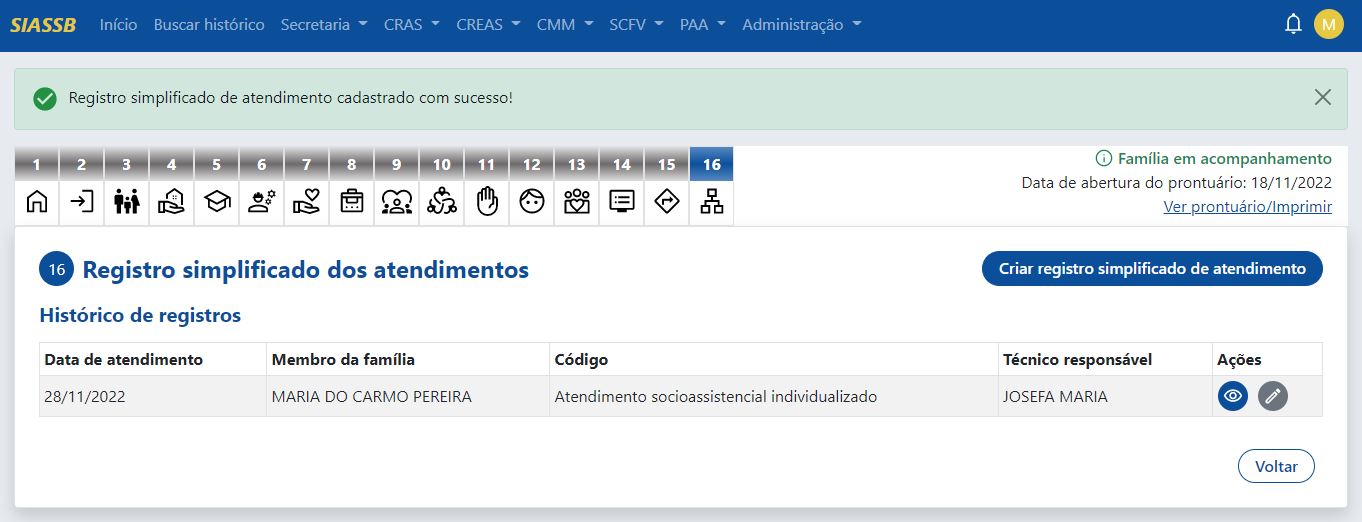 SIASSB Início Buscar histórico Secretaria CRAS CREAS CMM SCFV PAA Administração M
Registro simplificado de atendimento cadastrado com sucesso!
1 2 3 4 5 6 7 8 9 10 11 12 13 14 15 16
Família em acompanhamento
Data de abertura do prontuário: 18/11/2022
Ver prontuário/Imprimir
16 Registro simplificado dos atendimentos
Criar registro simplificado de atendimento
Histórico de registros
Data de atendimento Membro da família Código Técnico responsável Ações
28/11/2022 MARIA DO CARMO PEREIRA Atendimento socioassistencial individualizado JOSEFA MARIA
Voltar